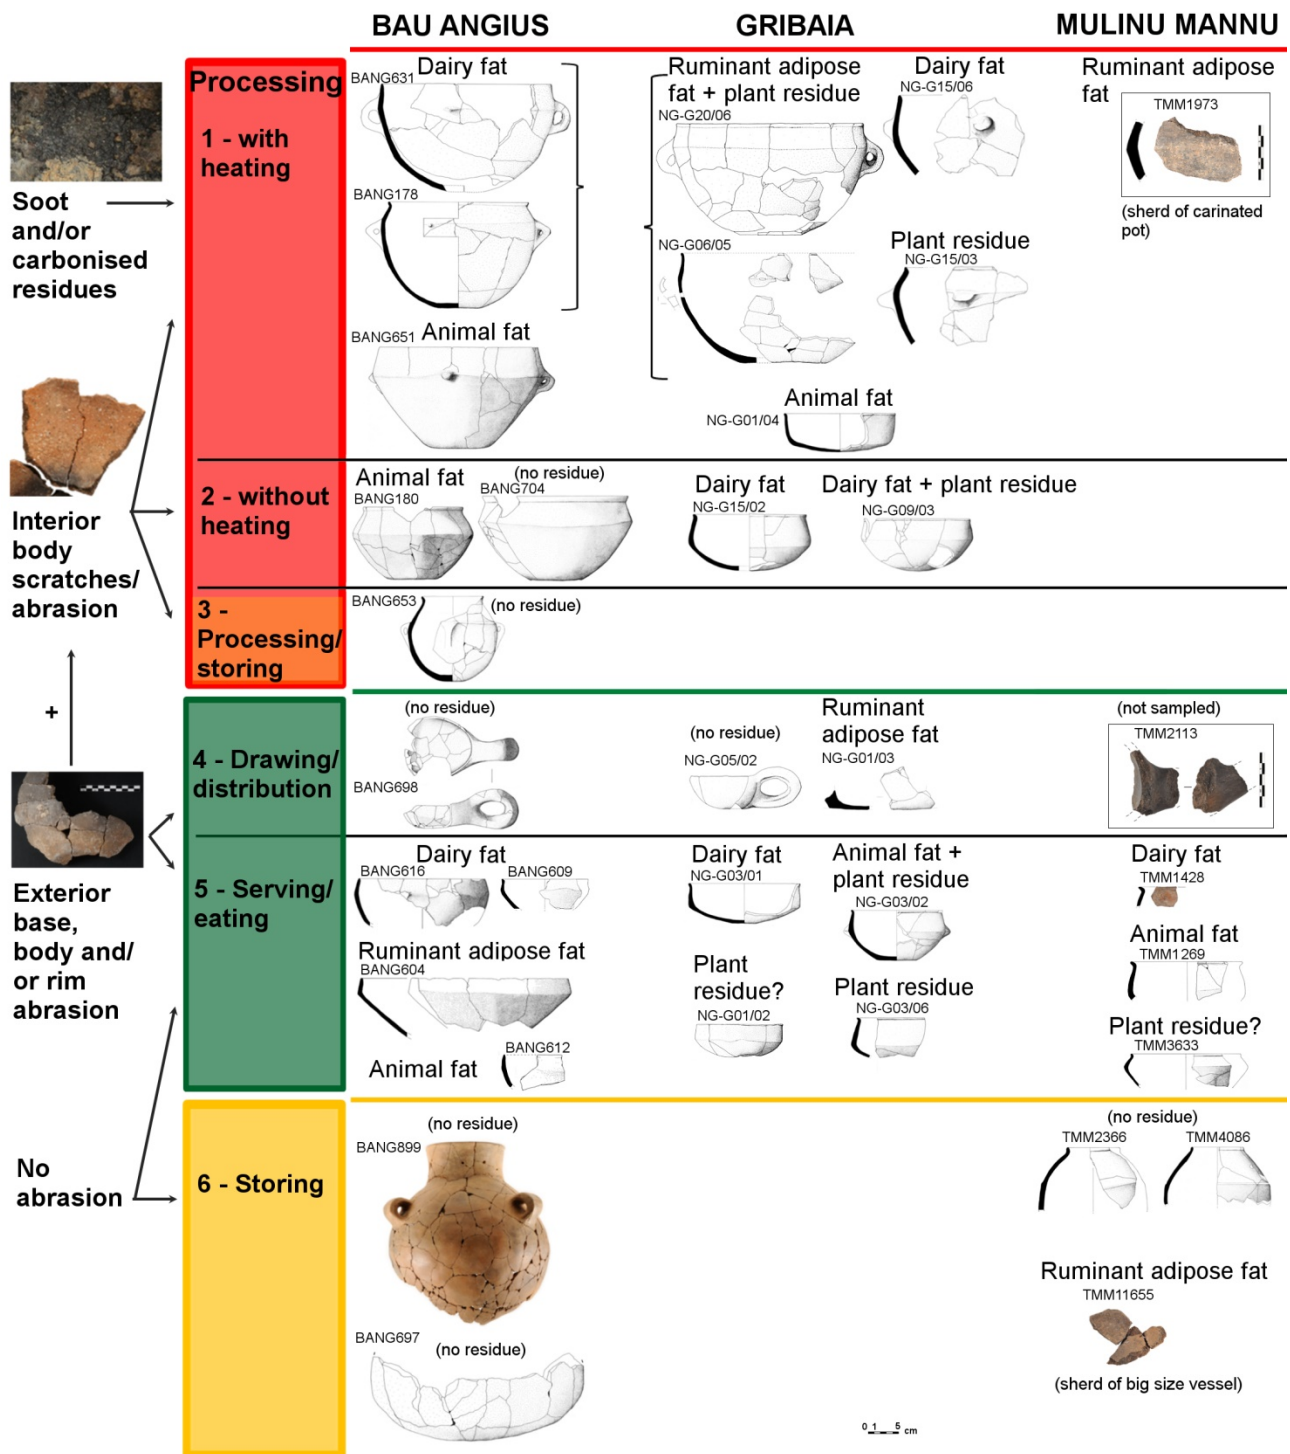 BAU ANGIUS
GRIBAIA
MULINU MANNU
Soot
and/or
carbonised
residues
Interior
body
scratches/
abrasion
+
Exterior
base,
body and/
or rim
abrasion
No
abrasion
Processing
1 - with
heating
Dairy fat
BANG631
BANG178
Animal fat
BANG651
Ruminant adipose
fat + plant residue
NG-G20/06
NG-G06/05
Dairy fat
NG-G15/06
Plant residue
NG-G15/03
Animal fat
NG-G01/04
Ruminant adipose
fat
TMM1973
(sherd of carinated
pot)
2 - without
heating
Animal fat
BANG180
(no residue)
BANG704
Dairy fat
NG-G15/02
Dairy fat + plant residue
NG-G09/03
3 -
Processing/
storing
BANG653
(no residue)
4 - Drawing/
distribution
(no residue)
BANG698
(no residue)
NG-G05/02
Ruminant
adipose fat
NG-G01/03
(not sampled)
TMM2113
5 - Serving/
eating
Dairy fat
BANG616
BANG609
Ruminant adipose fat
BANG604
Animal fat
BANG612
Dairy fat
NG-G03/01
Animal fat +
plant residue
NG-G03/02
Plant
residue?
NG-G01/02
Plant residue
NG-G03/06
Dairy fat
TMM1428
Animal fat
TMM1269
Plant residue?
TMM3633
6 - Storing
(no residue)
BANG899
BANG697
(no residue)
(no residue)
TMM2366
TMM4086
Ruminant adipose fat
TMM11655
(sherd of big size vessel)
0 1 5 cm